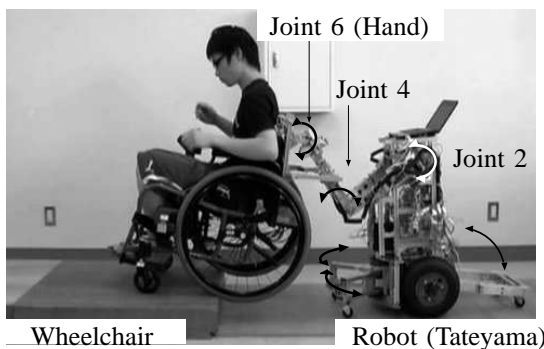 Joint 6 (Hand)
Joint 4
Joint 2
Wheelchair
Robot (Tateyama)